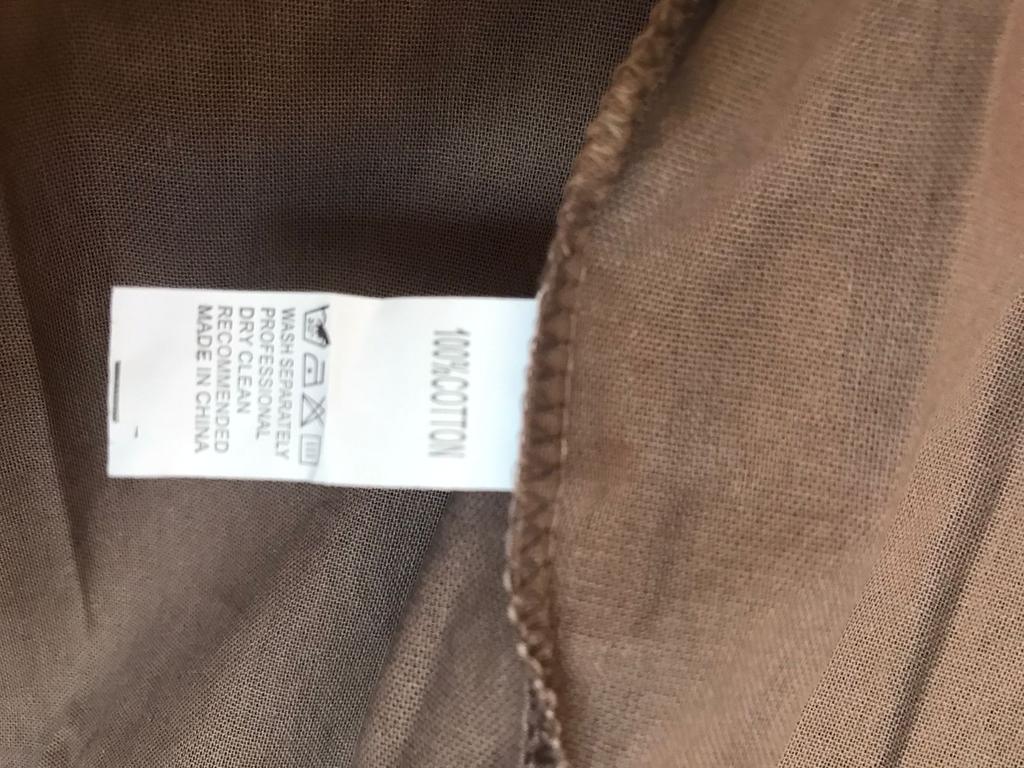 100%COTTON
WASH SEPARATELY
PROFESSIONAL
DRY CLEAN
RECOMMENDED
MADE IN CHINA